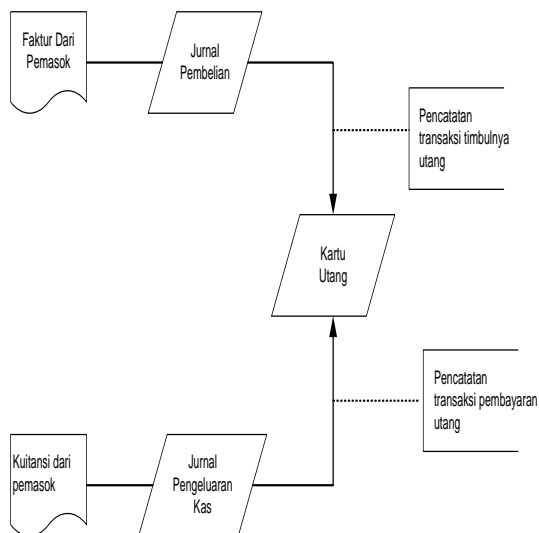 Faktur Dari
Pemasok
Jurnal
Pembelian
Pencatatan
transaksi timbulnya
utang
Kartu
Utang
Pencatatan
transaksi pembayaran
utang
Kuitansi dari
pemasok
Jurnal
Pengeluaran
Kas